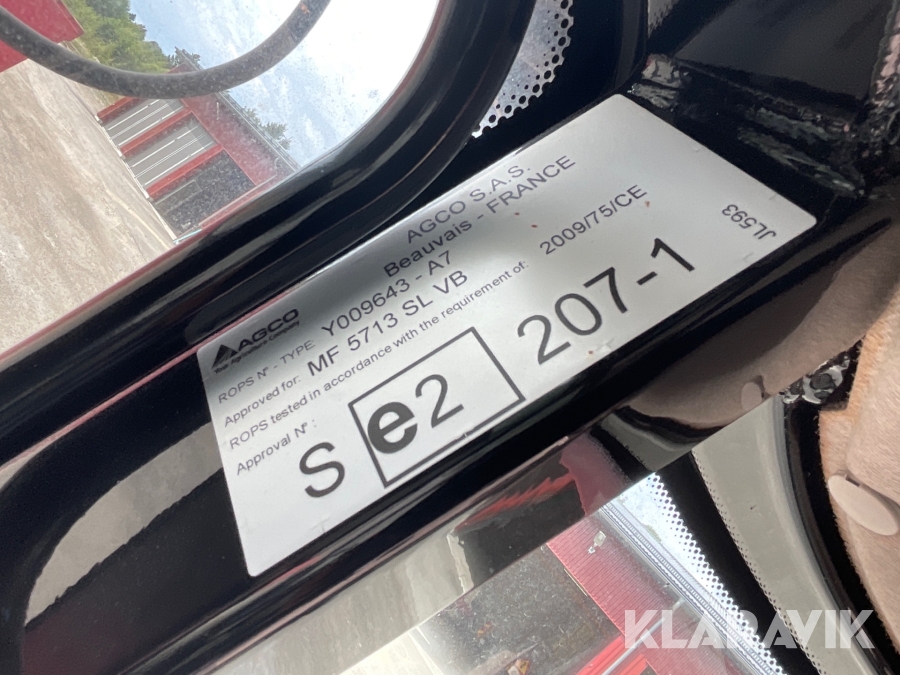 AGCO S.A.S.
Beauvais - FRANCE
AGCO
Your Agriculture Company
ROPS N° - TYPE: Y009643 - A7
Approved for: MF 5713 SL VB
ROPS tested in accordance with the requirement of: 2009/75/CE
Approval N° :
S e2 207-1
JL593
KLARAVIK